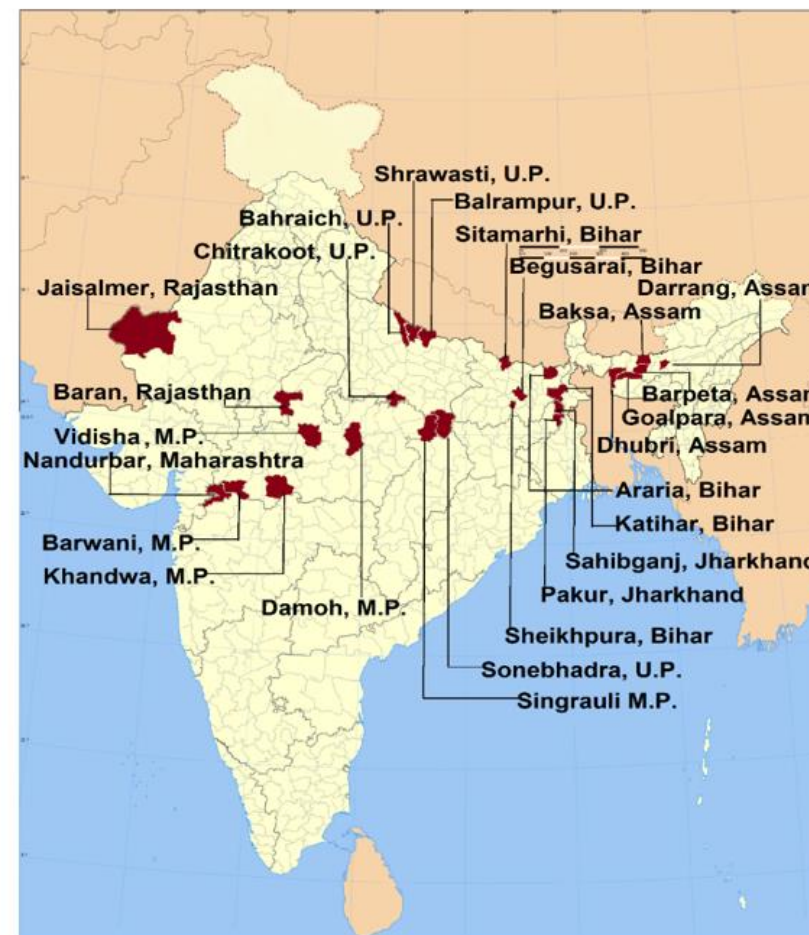 Shrawasti, U.P.
Balrampur, U.P.
Bahraich, U.P.
Sitamarhi, Bihar
Chitrakoot, U.P.
Begusarai, Bihar
Jaisalmer, Rajasthan
Darrang, Assam
Baksa, Assam
Baran, Rajasthan
Barpeta, Assam
Goalpara, Assam
Vidisha , M.P.
Dhubri, Assam
Nandurbar, Maharashtra
Araria, Bihar
Katihar, Bihar
Barwani, M.P.
Sahibganj, Jharkhand
Khandwa, M.P.
Pakur, Jharkhand
Damoh, M.P.
Sheikhpura, Bihar
Sonebhadra, U.P.
Singrauli M.P.